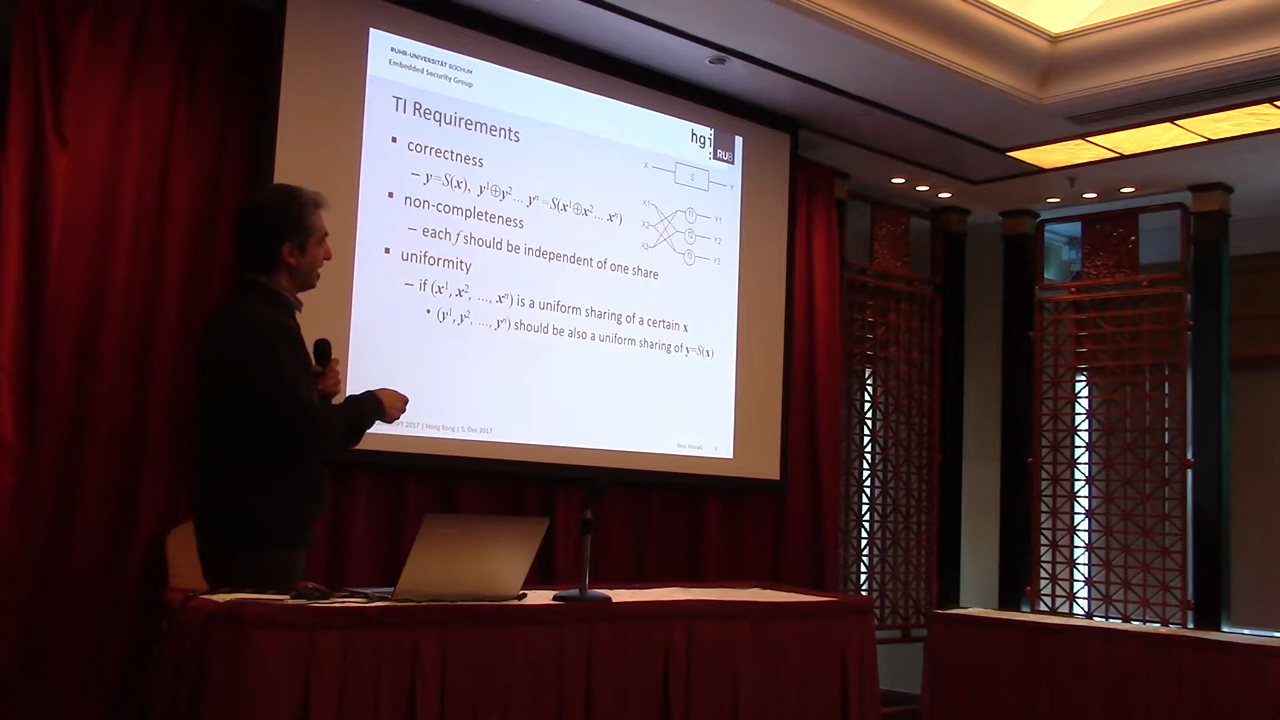 RUHR-UNIVERSITÄT BOCHUM
Embedded Security Group
TI Requirements
hgi
RUB
▪ correctness
– y=S(x), y¹⊕y²… yⁿ =S(x¹⊕x²… xⁿ)
▪ non-completeness
– each f should be independent of one share
▪ uniformity
– if (x¹, x², …, xⁿ) is a uniform sharing of a certain x
• (y¹, y², …, yⁿ) should be also a uniform sharing of y=S(x)
X
S
Y
X1
f1
Y1
X2
f2
Y2
X3
f3
Y3
2017 | Hong Kong | 5. Dec 2017